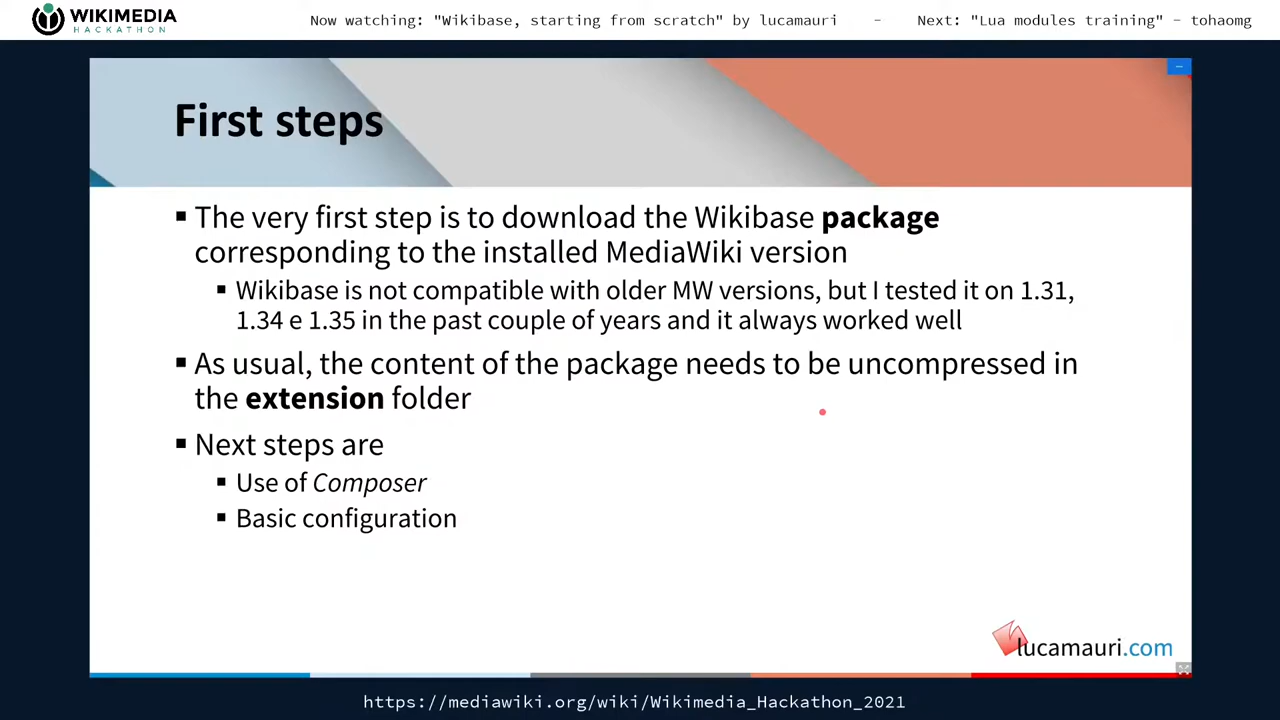 WIKIMEDIA
HACKATHON
Now watching: "Wikibase, starting from scratch" by lucamauri - Next: "Lua modules training" - tohaomg
First steps
The very first step is to download the Wikibase package
corresponding to the installed MediaWiki version
Wikibase is not compatible with older MW versions, but I tested it on 1.31,
1.34 e 1.35 in the past couple of years and it always worked well
As usual, the content of the package needs to be uncompressed in
the extension folder
Next steps are
Use of Composer
Basic configuration
lucamauri.com
https://mediawiki.org/wiki/Wikimedia_Hackathon_2021